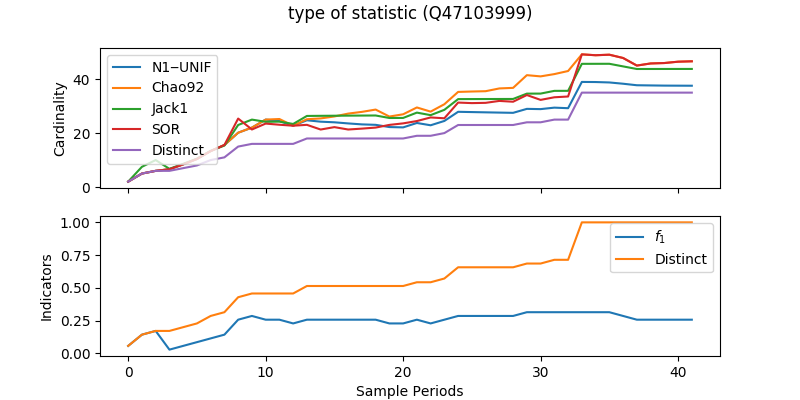 type of statistic (Q47103999)
Cardinality
40
20
0
N1−UNIF
Chao92
Jack1
SOR
Distinct
Indicators
1.00
0.75
0.50
0.25
0.00
f1
Distinct
0 10 20 30 40
Sample Periods